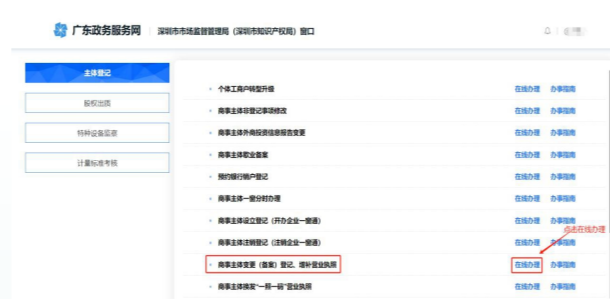 广东政务服务网 深圳市市场监督管理局（深圳市知识产权局）窗口
主体登记
股权出质
特种设备监察
计量标准考核
个体工商户转型升级 在线办理 办事指南
商事主体非登记事项修改 在线办理 办事指南
商事主体外商投资信息报告变更 在线办理 办事指南
商事主体歇业备案 在线办理 办事指南
预约银行销户登记 在线办理 办事指南
商事主体一窗分时办理 在线办理 办事指南
商事主体设立登记（开办企业一窗通） 在线办理 办事指南
点击在线办理
商事主体注销登记（注销企业一窗通） 在线办理 办事指南
商事主体变更（备案）登记、增补营业执照 在线办理 办事指南
商事主体换发“一照一码”营业执照 在线办理 办事指南